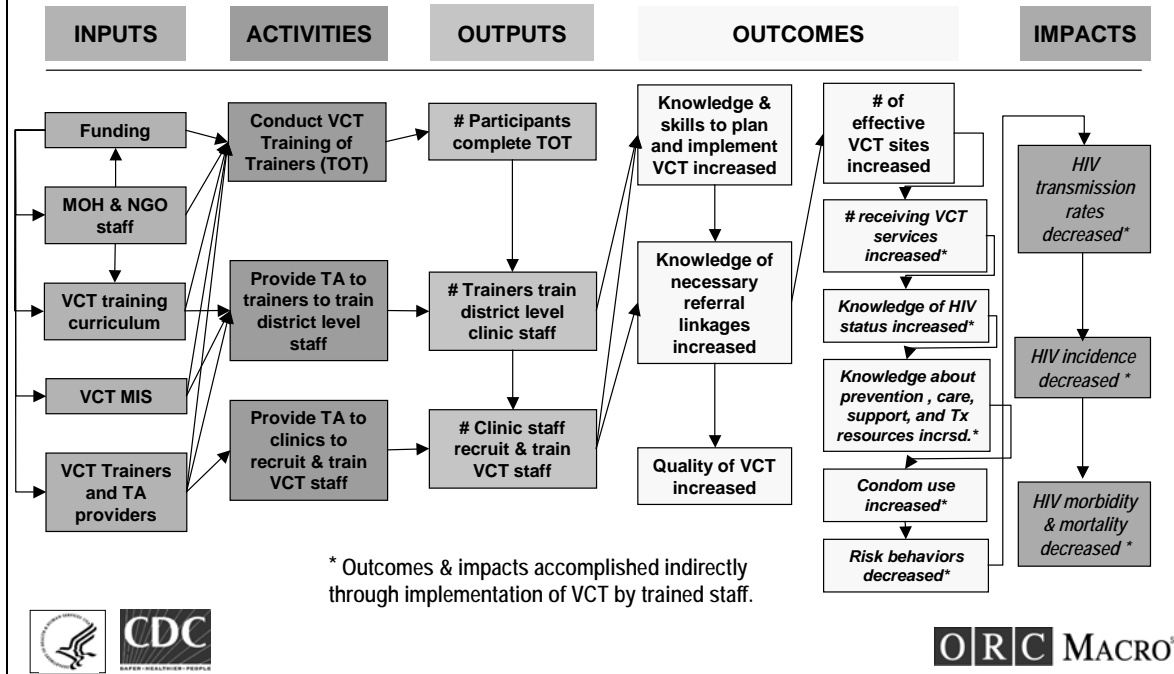 INPUTS
ACTIVITIES
OUTPUTS
OUTCOMES
IMPACTS
Funding
MOH & NGO
staff
VCT training
curriculum
VCT MIS
VCT Trainers
and TA
providers
Conduct VCT
Training of
Trainers (TOT)
Provide TA to
trainers to train
district level
staff
Provide TA to
clinics to
recruit & train
VCT staff
# Participants
complete TOT
# Trainers train
district level
clinic staff
# Clinic staff
recruit & train
VCT staff
Knowledge &
skills to plan
and implement
VCT increased
Knowledge of
necessary
referral
linkages
increased
Quality of VCT
increased
# of
effective
VCT sites
increased
# receiving VCT
services
increased*
Knowledge of HIV
status increased*
Knowledge about
prevention , care,
support, and Tx
resources incrsd.*
Condom use
increased*
Risk behaviors
decreased*
HIV
transmission
rates
decreased*
HIV incidence
decreased *
HIV morbidity
& mortality
decreased *
* Outcomes & impacts accomplished indirectly
through implementation of VCT by trained staff.
CDC
SAFER•HEALTHIER•PEOPLE
ORC MACRO